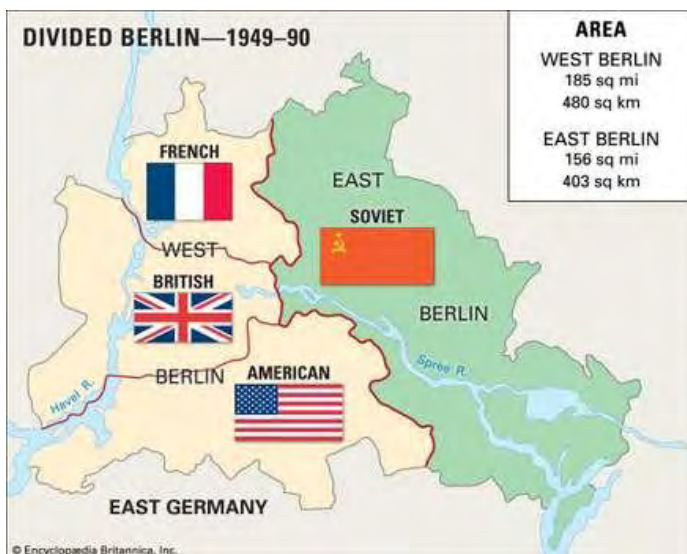 DIVIDED BERLIN—1949–90
AREA
WEST BERLIN
185 sq mi
480 sq km
EAST BERLIN
156 sq mi
403 sq km
FRENCH
EAST
SOVIET
WEST
BRITISH
BERLIN
BERLIN
AMERICAN
Spree R.
Havel R.
EAST GERMANY
© Encyclopædia Britannica, Inc.